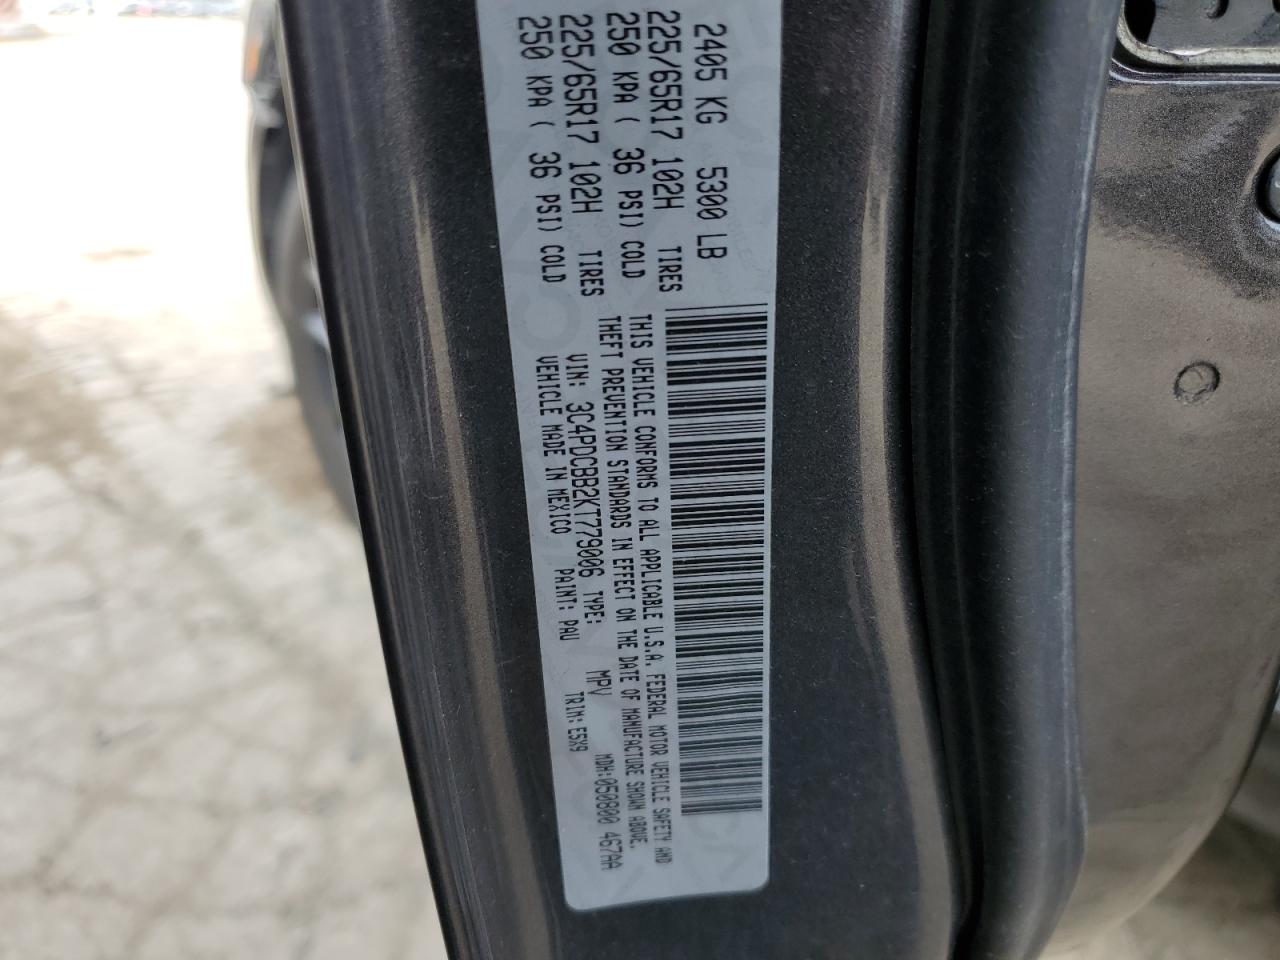 2405 KG 5300 LB
225/65R17 102H TIRES
250 KPA ( 36 PSI) COLD
225/65R17 102H TIRES
250 KPA ( 36 PSI) COLD
THIS VEHICLE CONFORMS TO ALL APPLICABLE U.S.A. FEDERAL MOTOR VEHICLE SAFETY AND
THEFT PREVENTION STANDARDS IN EFFECT ON THE DATE OF MANUFACTURE SHOWN ABOVE.
VIN: 3C4PDCBB2KT779006 TYPE: MPV MDH:050800 467AA
VEHICLE MADE IN MEXICO PAINT: PAU TRIM: E5X9